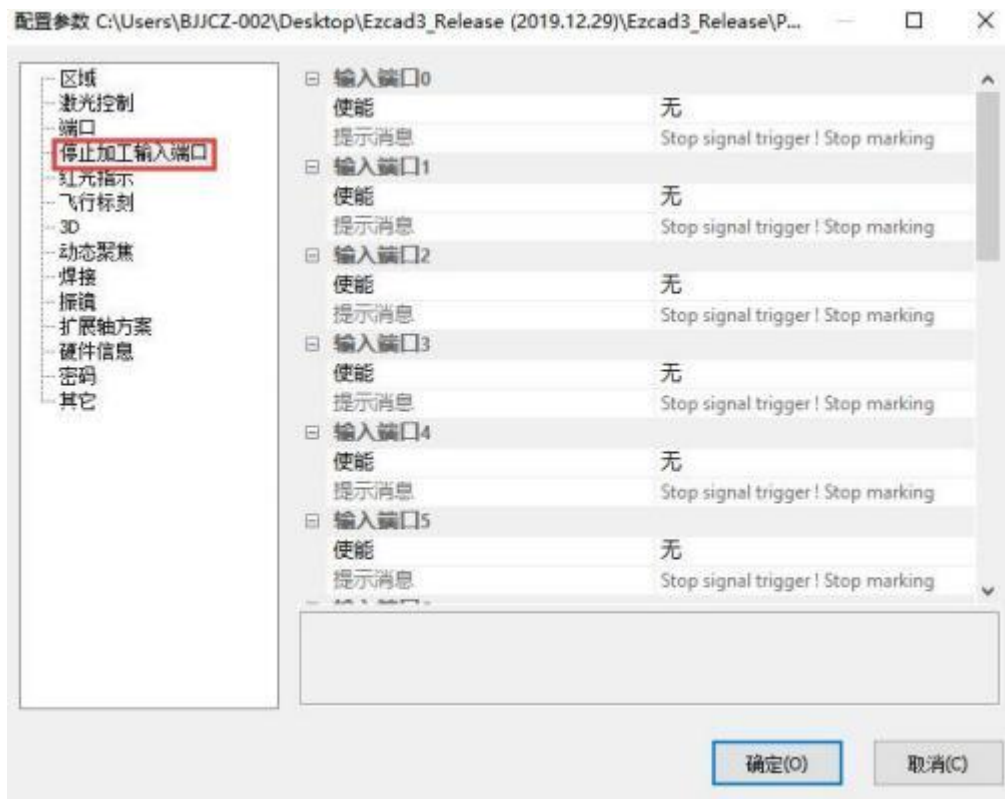 配置参数 C:\Users\BJJCZ-002\Desktop\Ezcad3_Release (2019.12.29)\Ezcad3_Release\P...
区域
激光控制
端口
停止加工输入端口
红光指示
飞行标刻
3D
动态聚焦
焊接
振镜
扩展轴方案
硬件信息
密码
其它
输入端口0
使能 无
提示消息 Stop signal trigger ! Stop marking
输入端口1
使能 无
提示消息 Stop signal trigger ! Stop marking
输入端口2
使能 无
提示消息 Stop signal trigger ! Stop marking
输入端口3
使能 无
提示消息 Stop signal trigger ! Stop marking
输入端口4
使能 无
提示消息 Stop signal trigger ! Stop marking
输入端口5
使能 无
提示消息 Stop signal trigger ! Stop marking
确定(O)
取消(C)